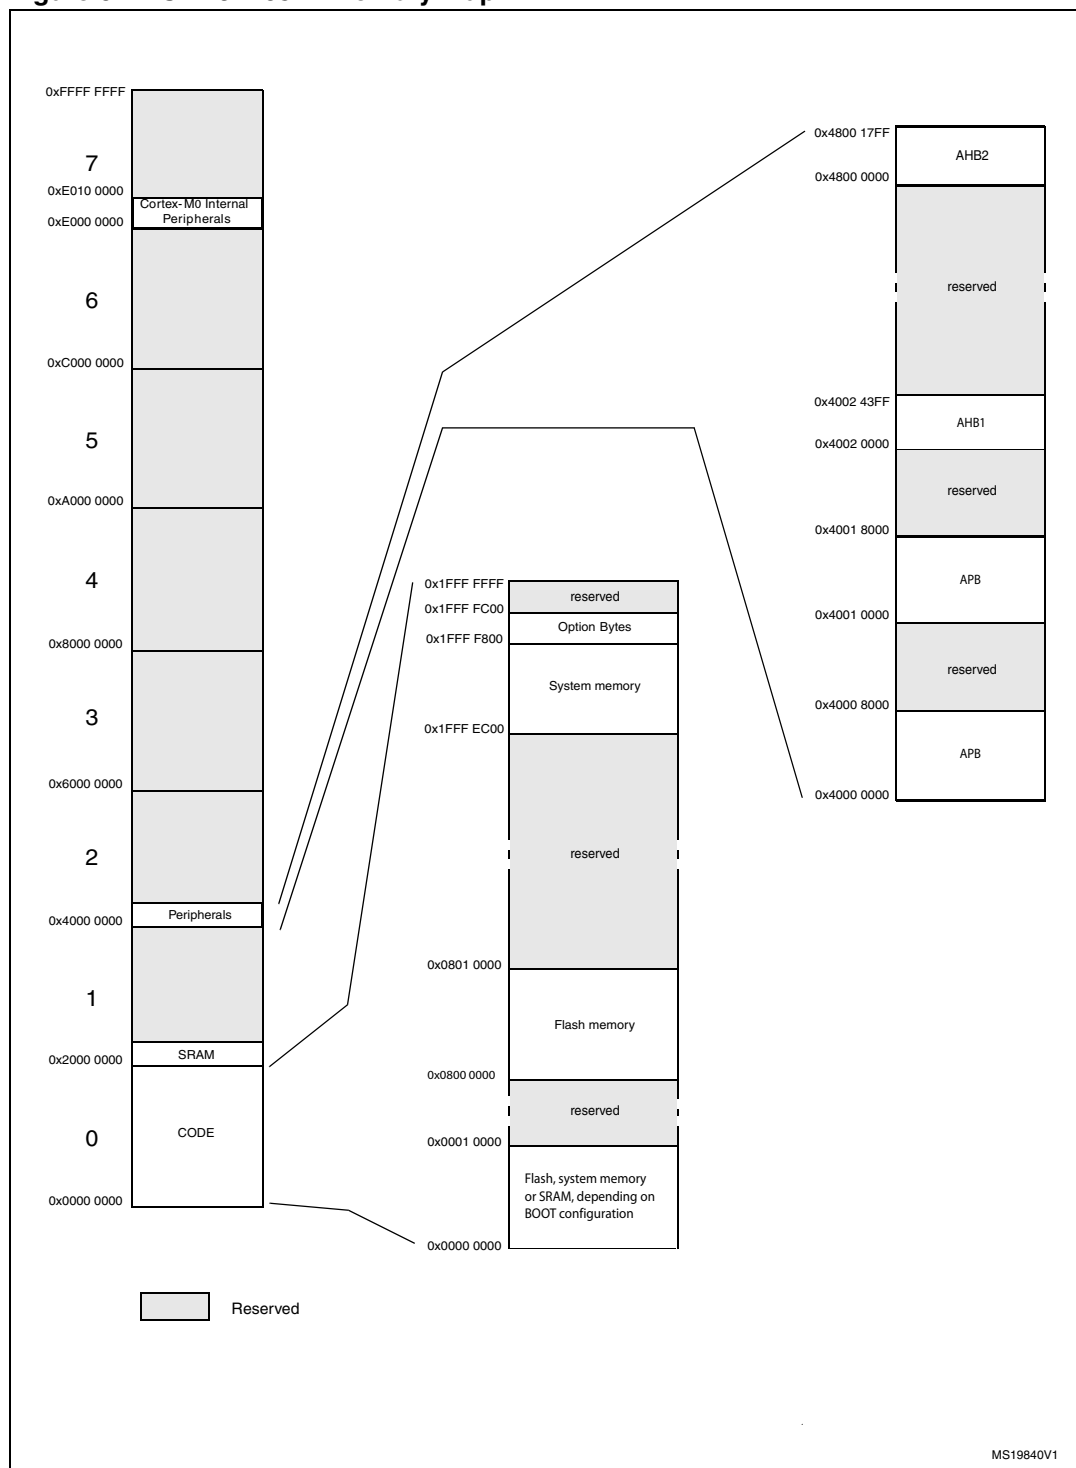 0xFFFF FFFF
7
0xE010 0000
Cortex-M0 Internal
Peripherals
0xE000 0000
6
0xC000 0000
5
0xA000 0000
4
0x8000 0000
3
0x6000 0000
2
0x4000 0000
Peripherals
1
0x2000 0000
SRAM
0
CODE
0x0000 0000
0x1FFF FFFF
reserved
0x1FFF FC00
Option Bytes
0x1FFF F800
System memory
0x1FFF EC00
reserved
0x0801 0000
Flash memory
0x0800 0000
reserved
0x0001 0000
Flash, system memory
or SRAM, depending on
BOOT configuration
0x0000 0000
0x4800 17FF
AHB2
0x4800 0000
reserved
0x4002 43FF
AHB1
0x4002 0000
reserved
0x4001 8000
APB
0x4001 0000
reserved
0x4000 8000
APB
0x4000 0000
Reserved
MS19840V1